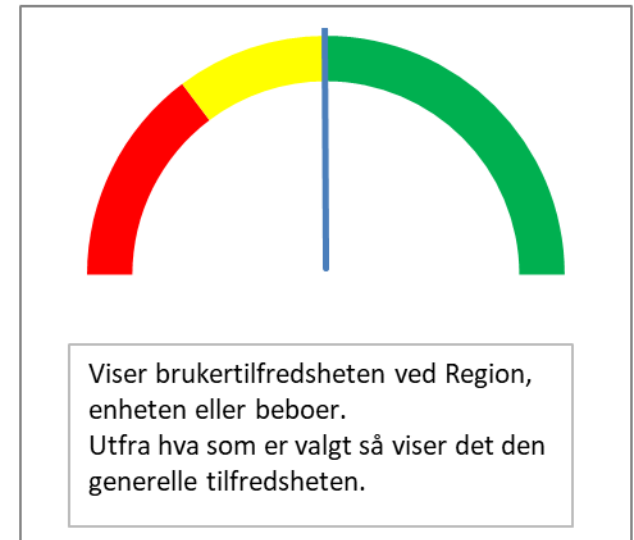 Viser brukertilfredsheten ved Region,
enheten eller beboer.
Utfra hva som er valgt så viser det den
generelle tilfredsheten.